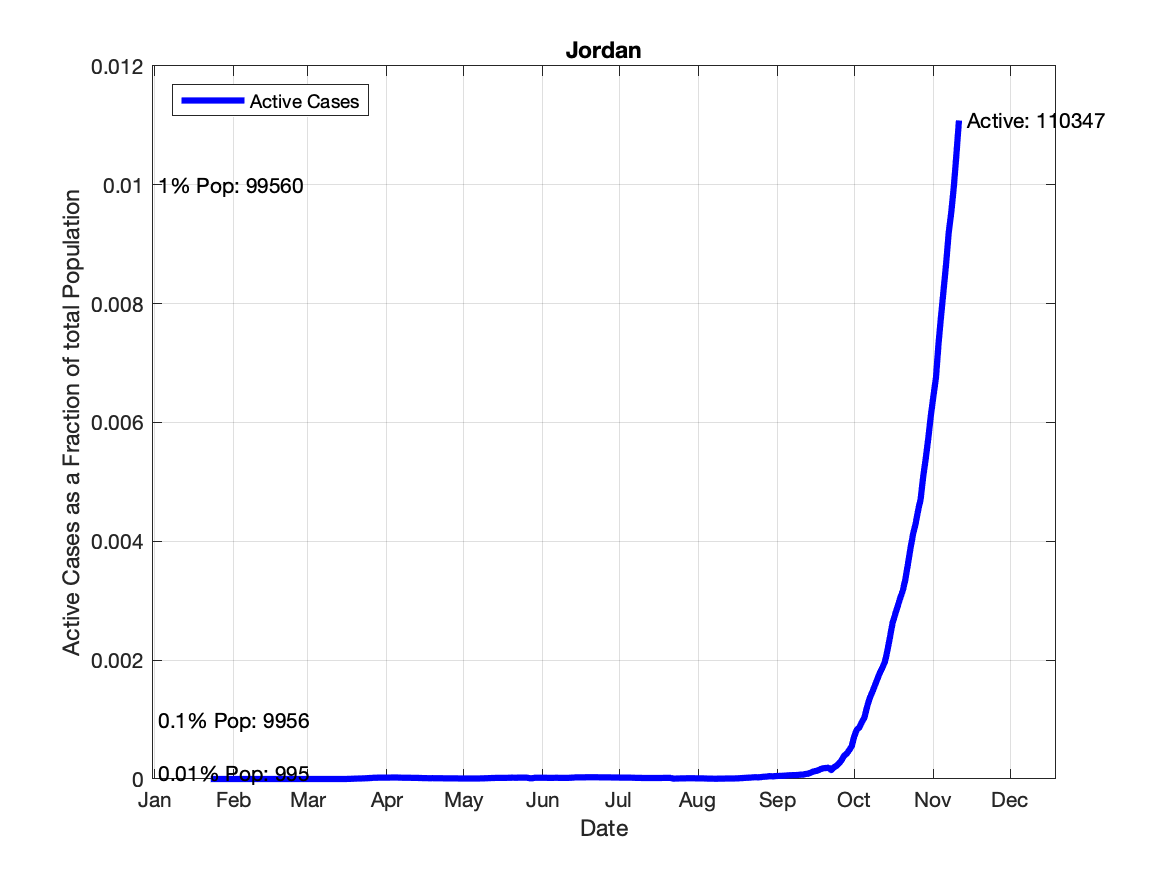 Jordan
0.012
Active Cases
Active: 110347
0.01
1% Pop: 99560
0.008
0.006
0.004
0.002
0.1% Pop: 9956
0.01% Pop: 995
0
Jan Feb Mar Apr May Jun Jul Aug Sep Oct Nov Dec
Date
Active Cases as a Fraction of total Population